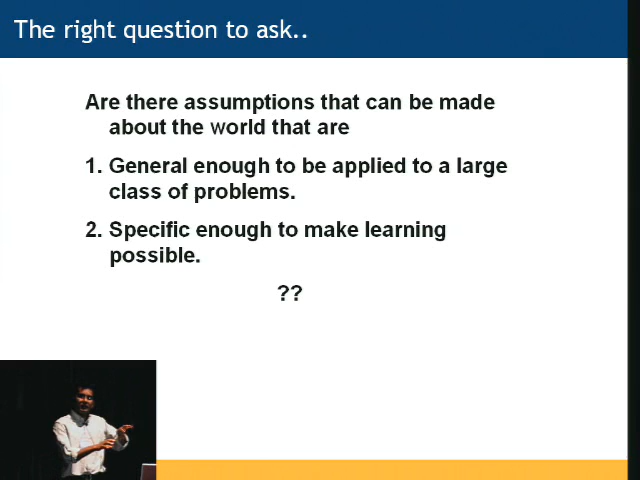 The right question to ask..
Are there assumptions that can be made
about the world that are
1. General enough to be applied to a large
class of problems.
2. Specific enough to make learning
possible.
??